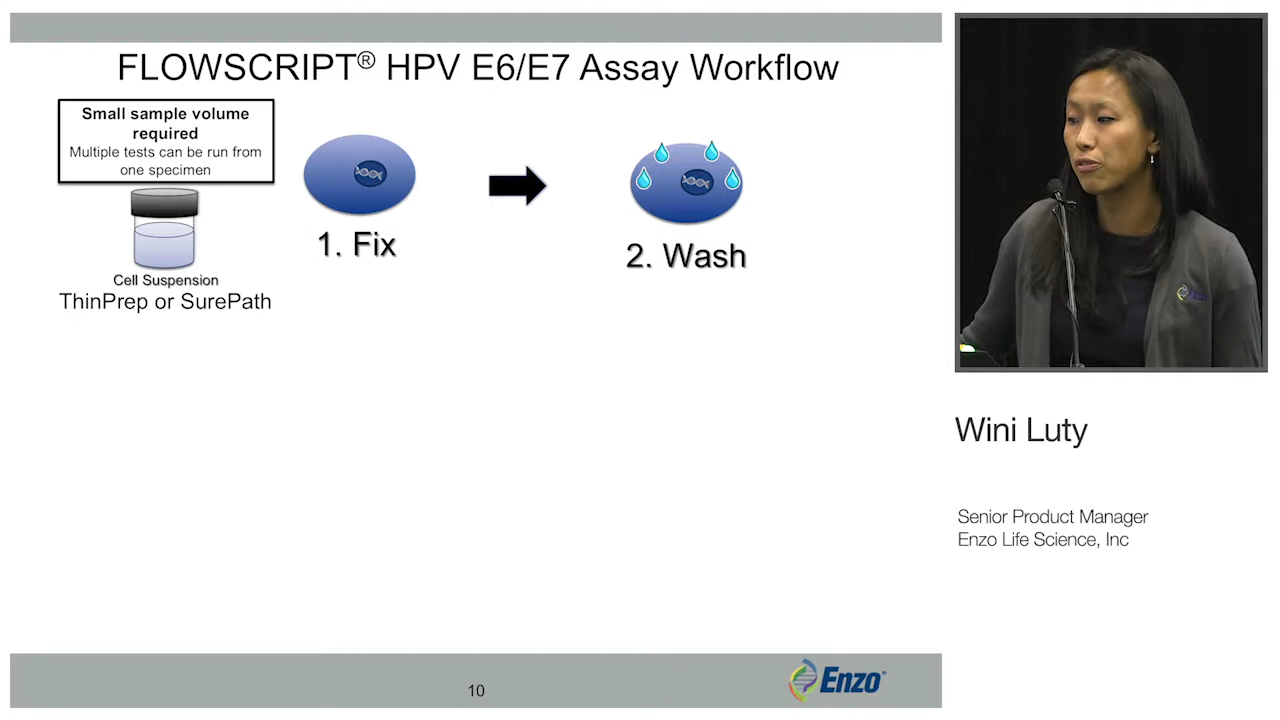 FLOWSCRIPT® HPV E6/E7 Assay Workflow
Small sample volume
required
Multiple tests can be run from
one specimen
Cell Suspension
ThinPrep or SurePath
1. Fix
2. Wash
10
Enzo®
Wini Luty
Senior Product Manager
Enzo Life Science, Inc